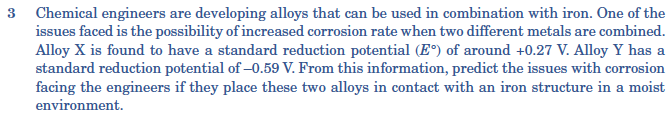 3 Chemical engineers are developing alloys that can be used in combination with iron. One of the
issues faced is the possibility of increased corrosion rate when two different metals are combined.
Alloy X is found to have a standard reduction potential (E°) of around +0.27 V. Alloy Y has a
standard reduction potential of –0.59 V. From this information, predict the issues with corrosion
facing the engineers if they place these two alloys in contact with an iron structure in a moist
environment.